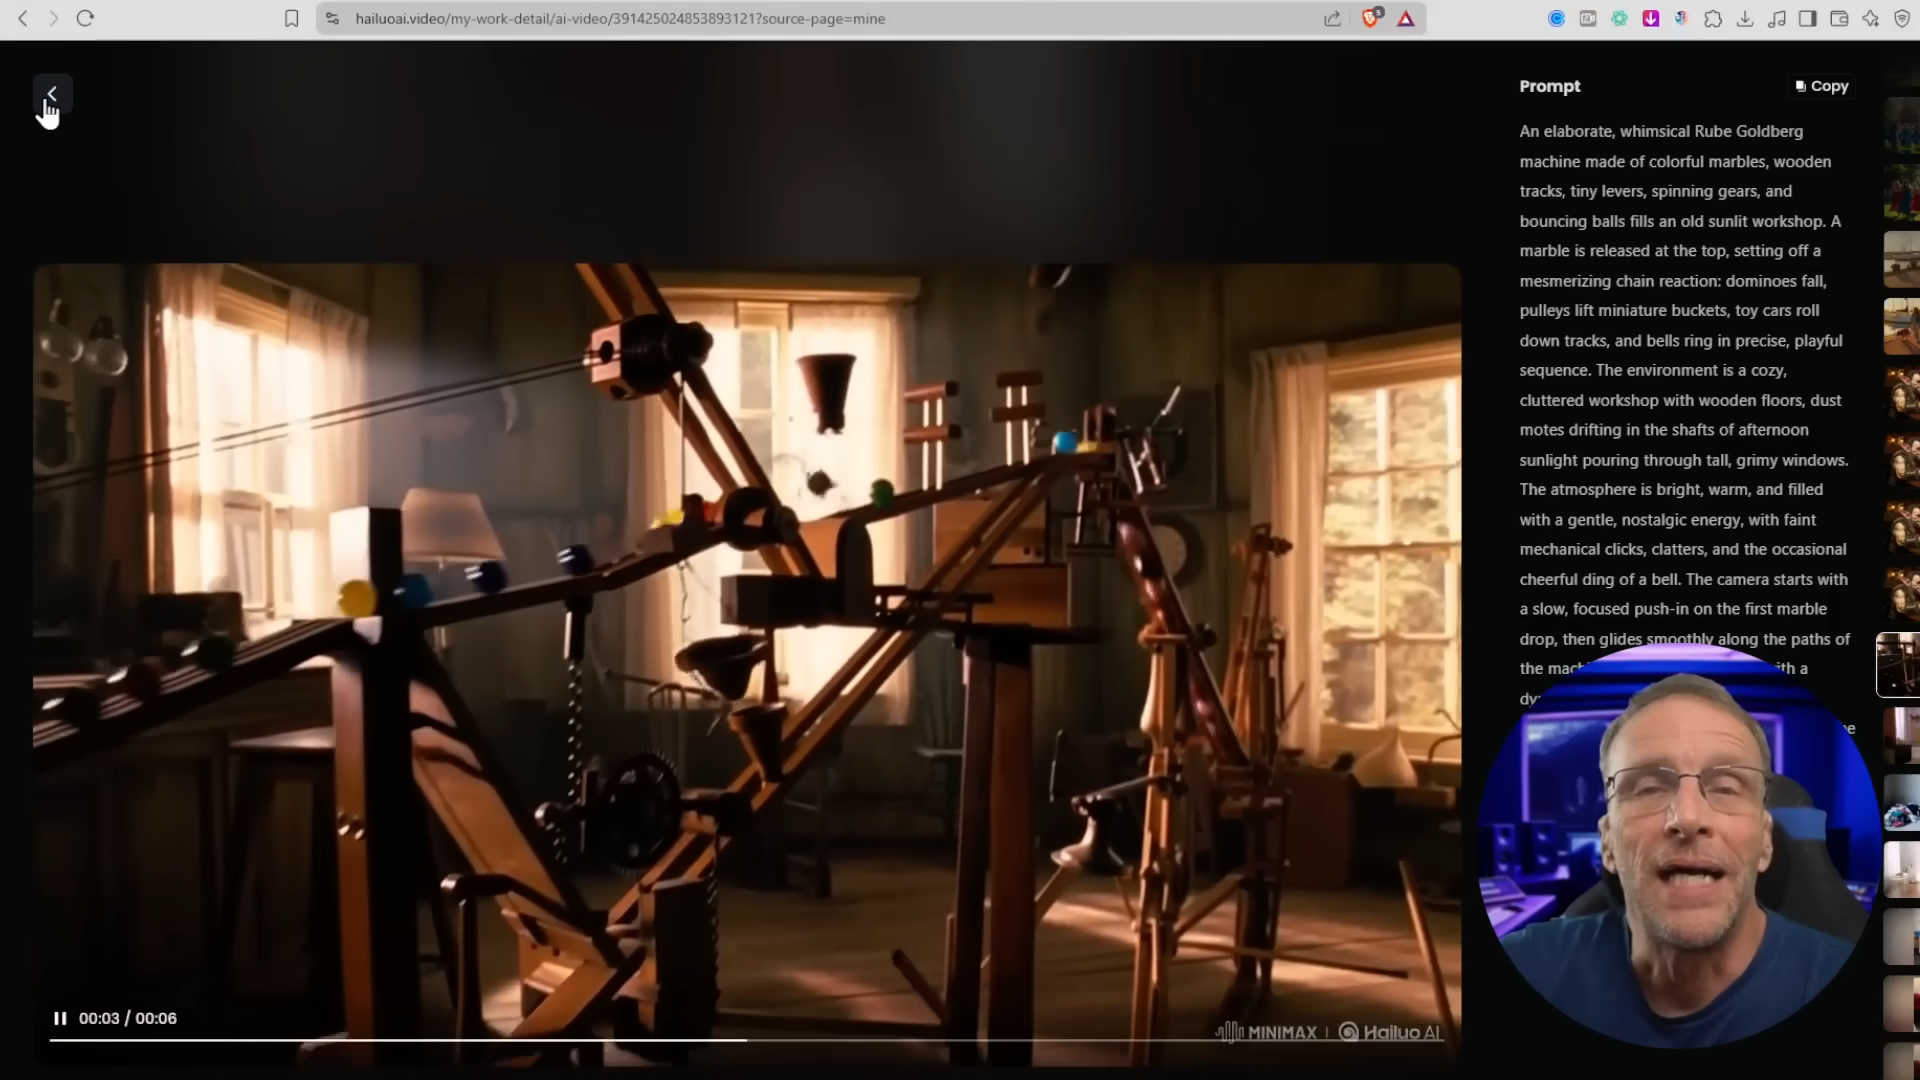 hailuoai.video/my-work-detail/ai-video/391425024853893121?source-page=mine
Prompt
Copy
An elaborate, whimsical Rube Goldberg
machine made of colorful marbles, wooden
tracks, tiny levers, spinning gears, and
bouncing balls fills an old sunlit workshop. A
marble is released at the top, setting off a
mesmerizing chain reaction: dominoes fall,
pulleys lift miniature buckets, toy cars roll
down tracks, and bells ring in precise, playful
sequence. The environment is a cozy,
cluttered workshop with wooden floors, dust
motes drifting in the shafts of afternoon
sunlight pouring through tall, grimy windows.
The atmosphere is bright, warm, and filled
with a gentle, nostalgic energy, with faint
mechanical clicks, clatters, and the occasional
cheerful ding of a bell. The camera starts with
a slow, focused push-in on the first marble
drop, then glides smoothly along the paths of
the a
00:03 / 00:06
MINIMAX | Hailuo AI